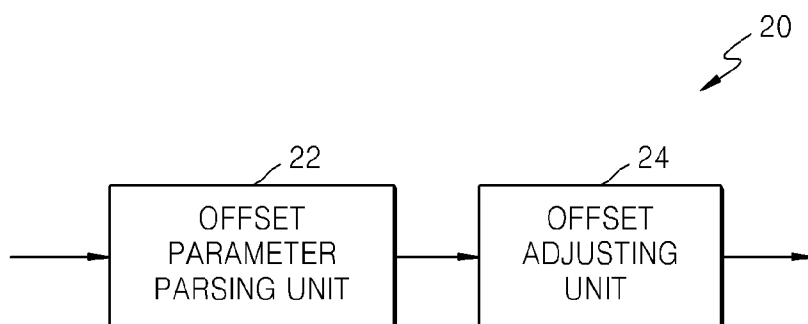 20
22
24
OFFSET
PARAMETER
PARSING UNIT
OFFSET
ADJUSTING
UNIT